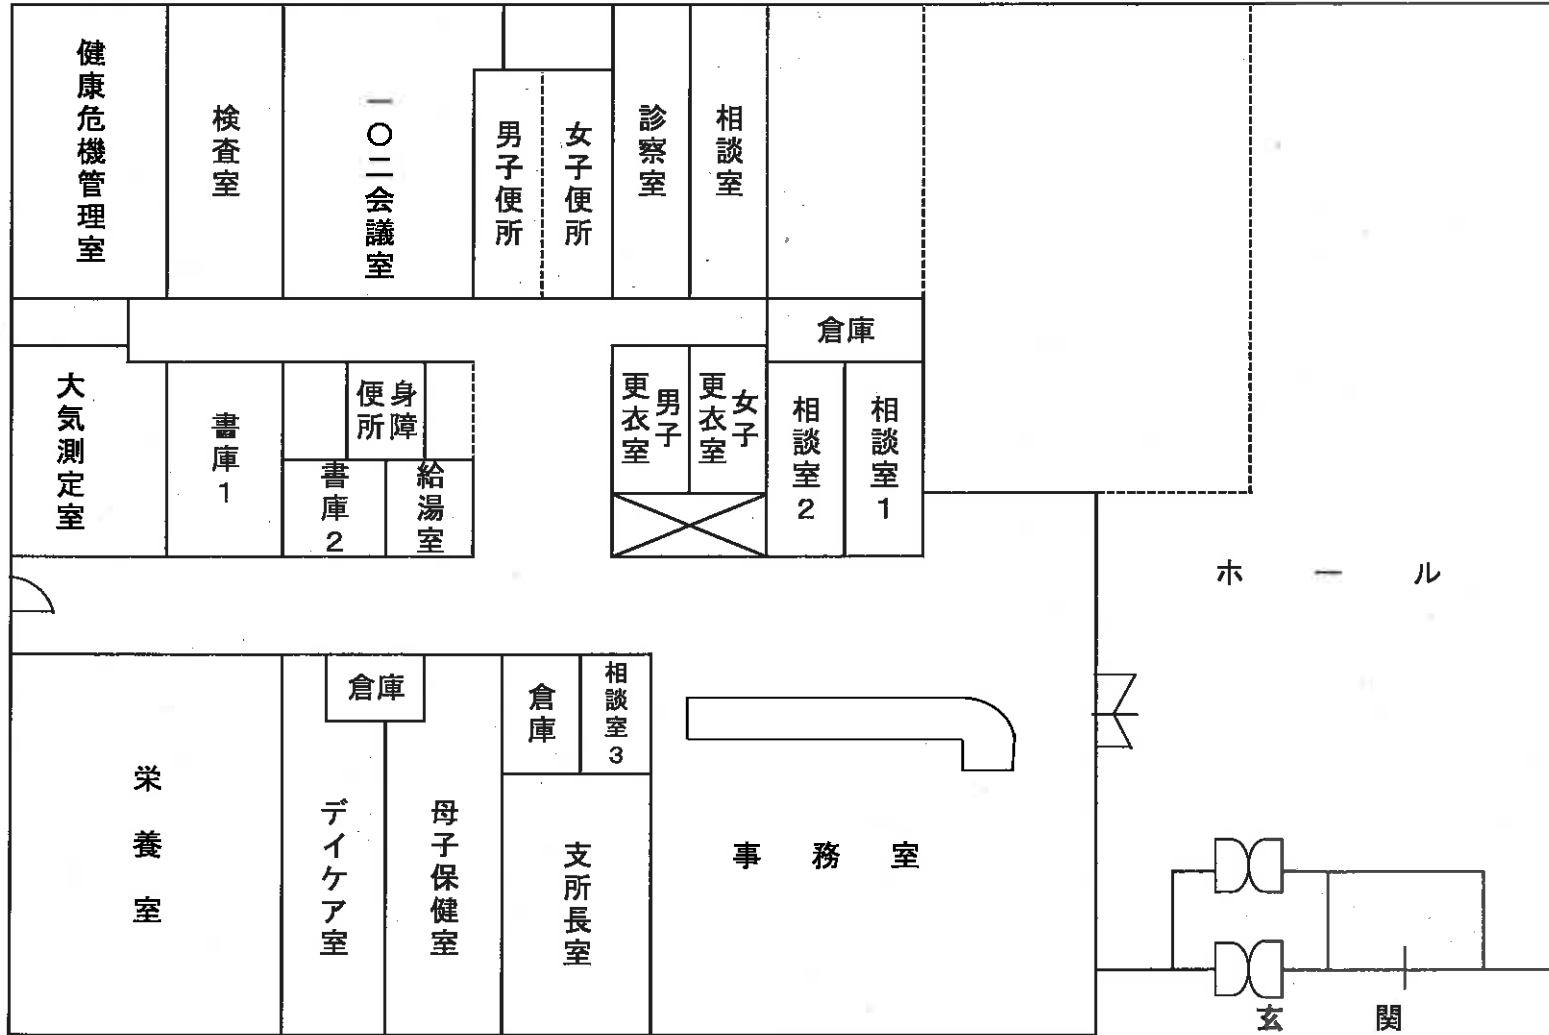 健康危機管理室
検査室
一〇二会議室
男子便所
女子便所
診察室
相談室
倉庫
大気測定室
書庫1
身障
便所
書庫2
給湯室
男子
更衣室
女子
更衣室
相談室2
相談室1
ホール
栄養室
倉庫
デイケア室
母子保健室
倉庫
相談室3
支所長室
事務室
玄関